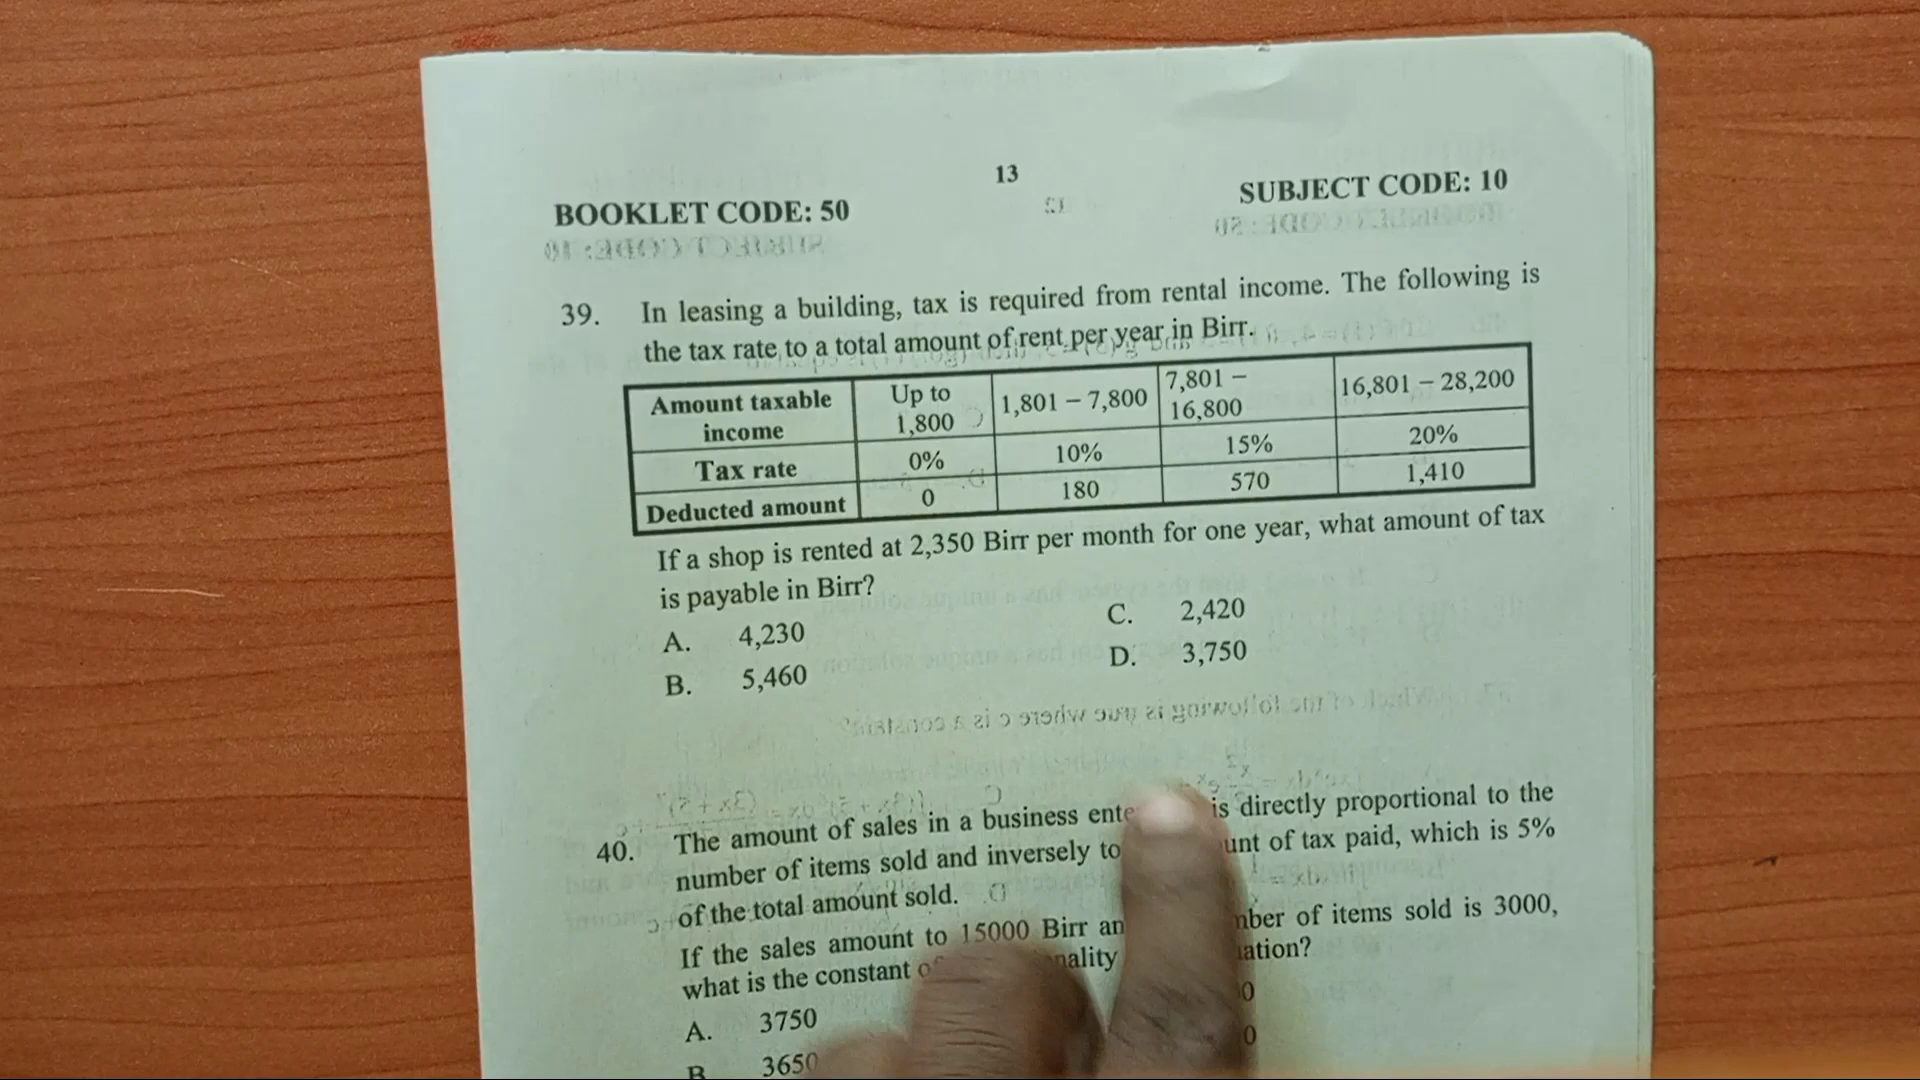 13
BOOKLET CODE: 50
SUBJECT CODE: 10
39. In leasing a building, tax is required from rental income. The following is
the tax rate to a total amount of rent per year in Birr.
Amount taxable income | Up to 1,800 | 1,801 – 7,800 | 7,801 – 16,800 | 16,801 – 28,200
Tax rate | 0% | 10% | 15% | 20%
Deducted amount | 0 | 180 | 570 | 1,410
If a shop is rented at 2,350 Birr per month for one year, what amount of tax
is payable in Birr?
A. 4,230 C. 2,420
B. 5,460 D. 3,750
40. The amount of sales in a business is directly proportional to the
number of items sold and inversely to of tax paid, which is 5%
of the total amount sold.
If the sales amount to 15000 Birr of items sold is 3000,
what is the constant
A. 3750
B 3650